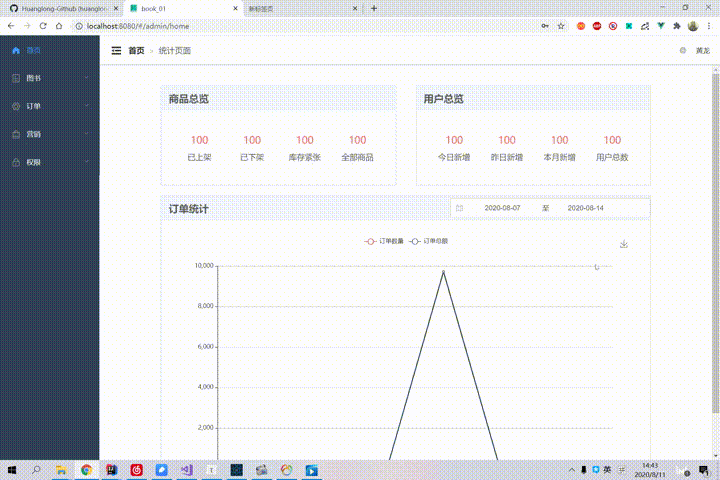 Huanglong-Github (huanglon
book_01
新标签页
localhost:8080/#/admin/home
首页
图书
订单
营销
权限
首页 > 统计页面
黄龙
商品总览
100 100 100 100
已上架 已下架 库存紧张 全部商品
用户总览
100 100 100 100
今日新增 昨日新增 本月新增 用户总数
订单统计
2020-08-07 至 2020-08-14
订单数量 订单总额
10,000
8,000
6,000
4,000
2,000
英
14:43
2020/8/11